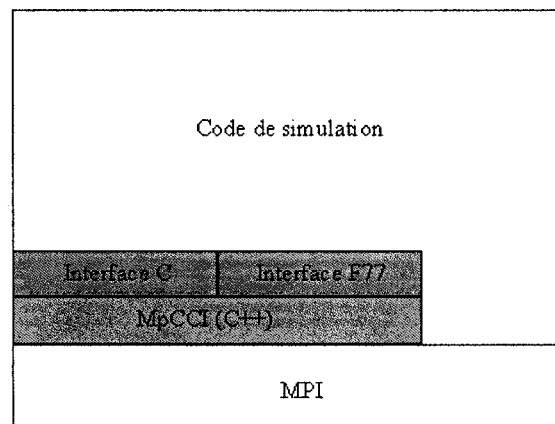 Code de simulation
Interface C Interface F77
MpCCI (C++)
MPI